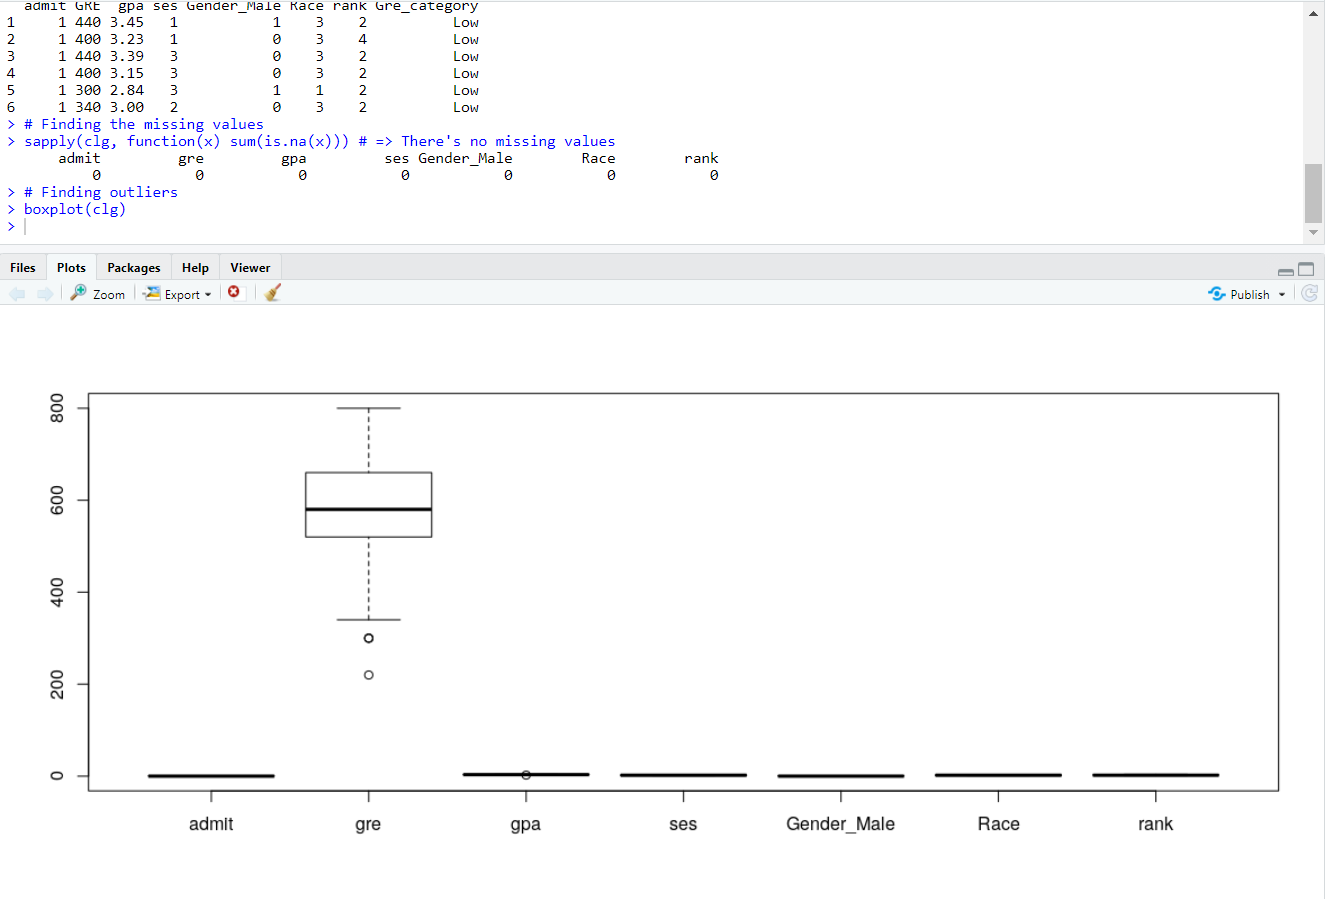 admit GRE  gpa ses Gender_Male Race rank Gre_category
1     1 440 3.45   1           1    3    2          Low
2     1 400 3.23   1           0    3    4          Low
3     1 440 3.39   3           0    3    2          Low
4     1 400 3.15   3           0    3    2          Low
5     1 300 2.84   3           1    1    2          Low
6     1 340 3.00   2           0    3    2          Low
> # Finding the missing values
> sapply(clg, function(x) sum(is.na(x))) # => There's no missing values
admit         gre         gpa         ses Gender_Male        Race        rank
0           0           0           0           0           0           0
> # Finding outliers
> boxplot(clg)
>
Files Plots Packages Help Viewer
Zoom Export Publish
800
600
400
200
0
admit gre gpa ses Gender_Male Race rank